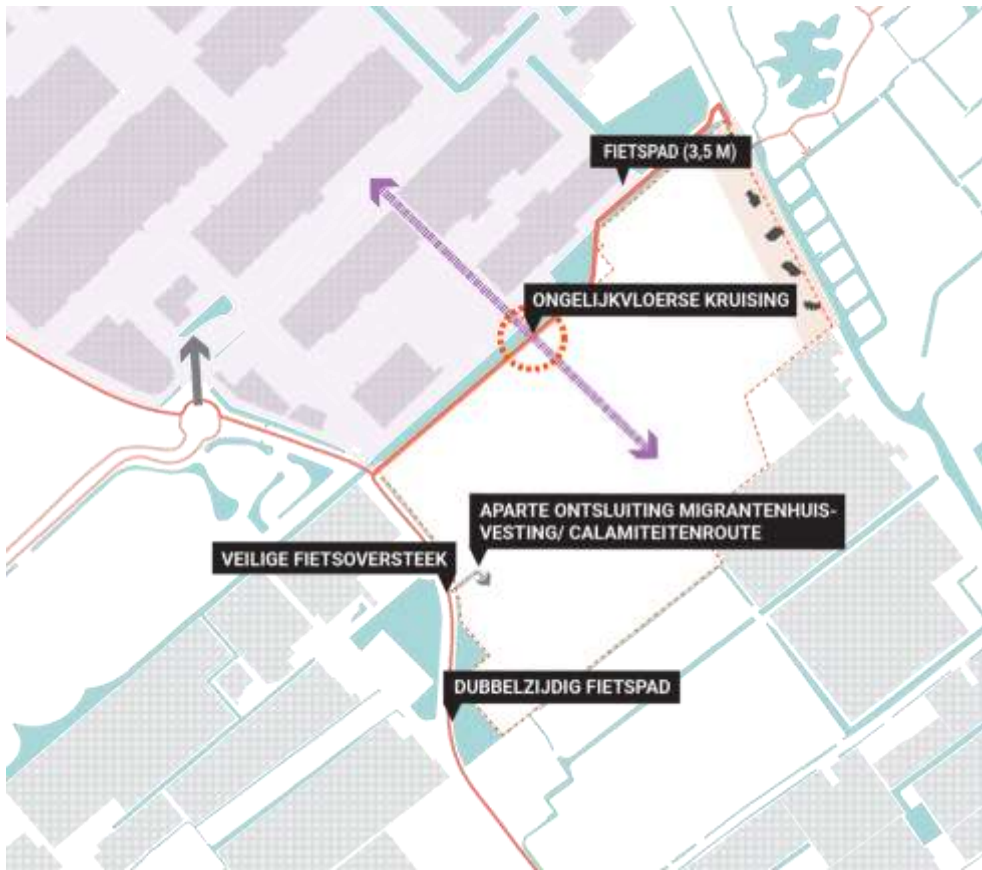 FIETSPAD (3,5 M)
ONGELIJKVLOERSE KRUISING
APARTE ONTSLUITING MIGRANTENHUIS-
VESTING/ CALAMITEITENROUTE
VEILIGE FIETSOVERSTEEK
DUBBELZIJDIG FIETSPAD